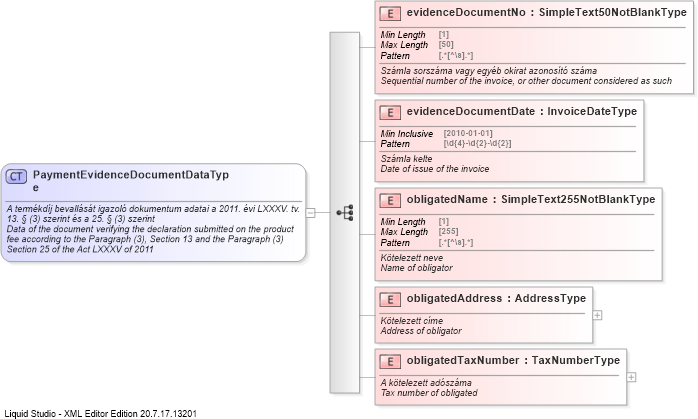 CT PaymentEvidenceDocumentDataTyp
e
A termékdíj bevallását igazoló dokumentum adatai a 2011. évi LXXXV. tv.
13. § (3) szerint és a 25. § (3) szerint
Data of the document verifying the declaration submitted on the product
fee according to the Paragraph (3), Section 13 and the Paragraph (3)
Section 25 of the Act LXXXV of 2011
E evidenceDocumentNo : SimpleText50NotBlankType
Min Length [1]
Max Length [50]
Pattern [.*[^\s].*]
Számla sorszáma vagy egyéb okirat azonosító száma
Sequential number of the invoice, or other document considered as such
E evidenceDocumentDate : InvoiceDateType
Min Inclusive [2010-01-01]
Pattern [\d{4}-\d{2}-\d{2}]
Számla kelte
Date of issue of the invoice
E obligatedName : SimpleText255NotBlankType
Min Length [1]
Max Length [255]
Pattern [.*[^\s].*]
Kötelezett neve
Name of obligator
E obligatedAddress : AddressType
Kötelezett címe
Address of obligator
E obligatedTaxNumber : TaxNumberType
A kötelezett adószáma
Tax number of obligated
Liquid Studio - XML Editor Edition 20.7.17.13201